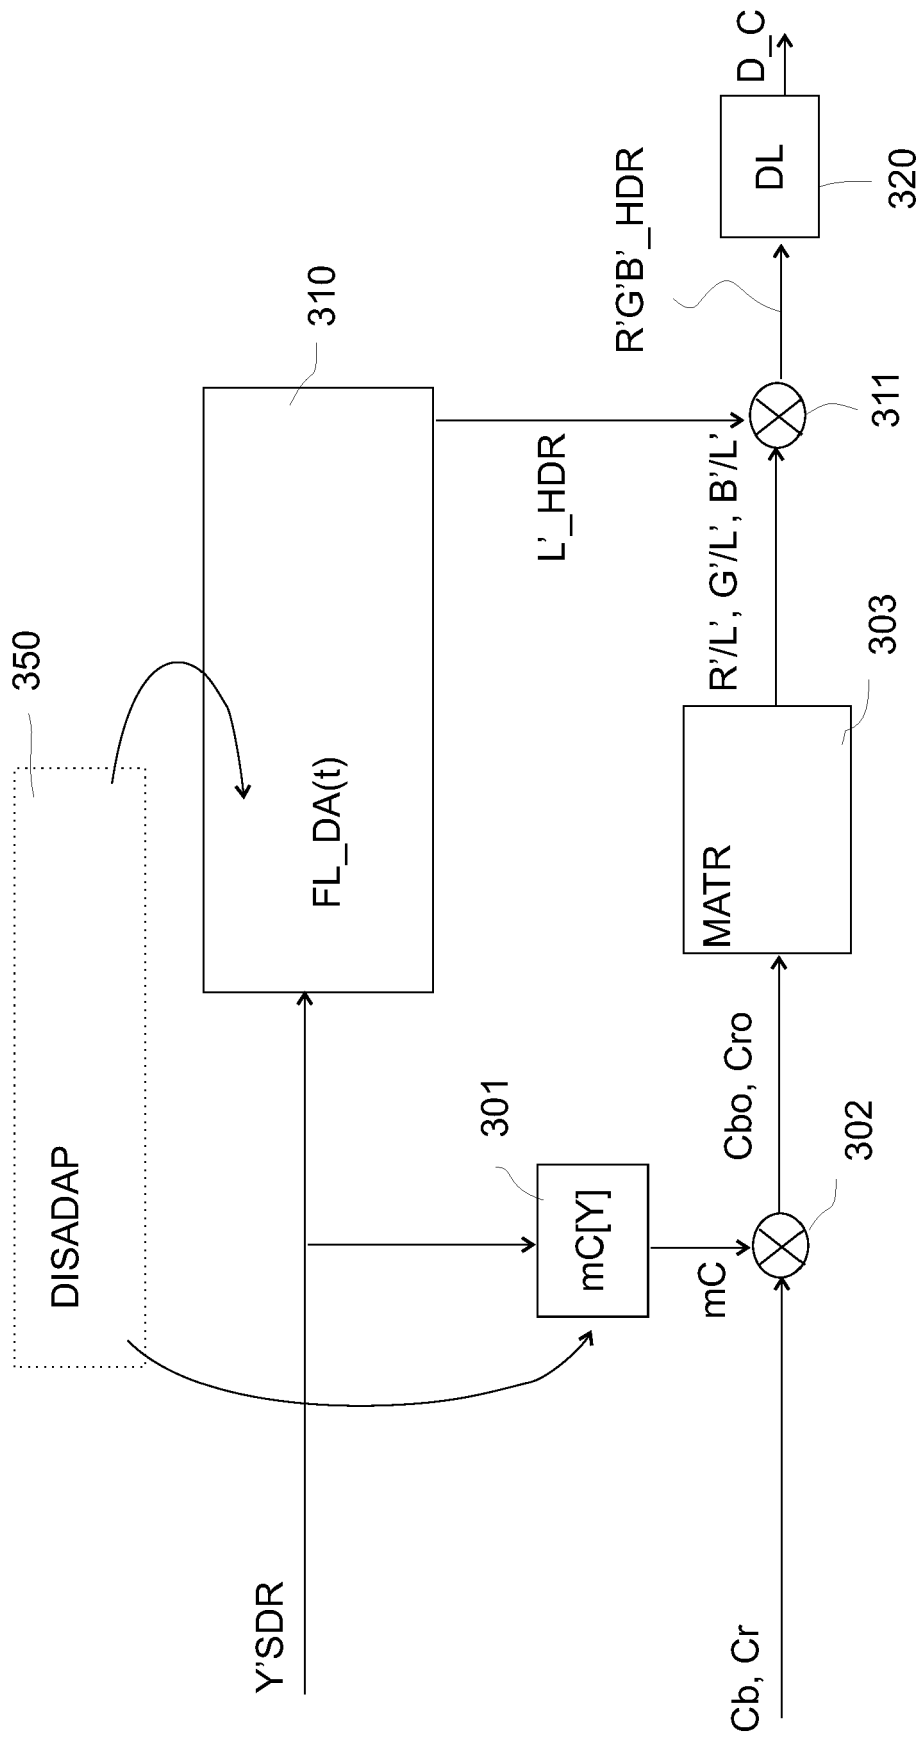 350
DISADAP
310
FL_DA(t)
Y'SDR
301
mC[Y]
L'_HDR
R'G'B'_HDR
D_C
DL
320
mC
Cbo, Cro
R'/L', G'/L', B'/L'
MATR
303
311
302
Cb, Cr